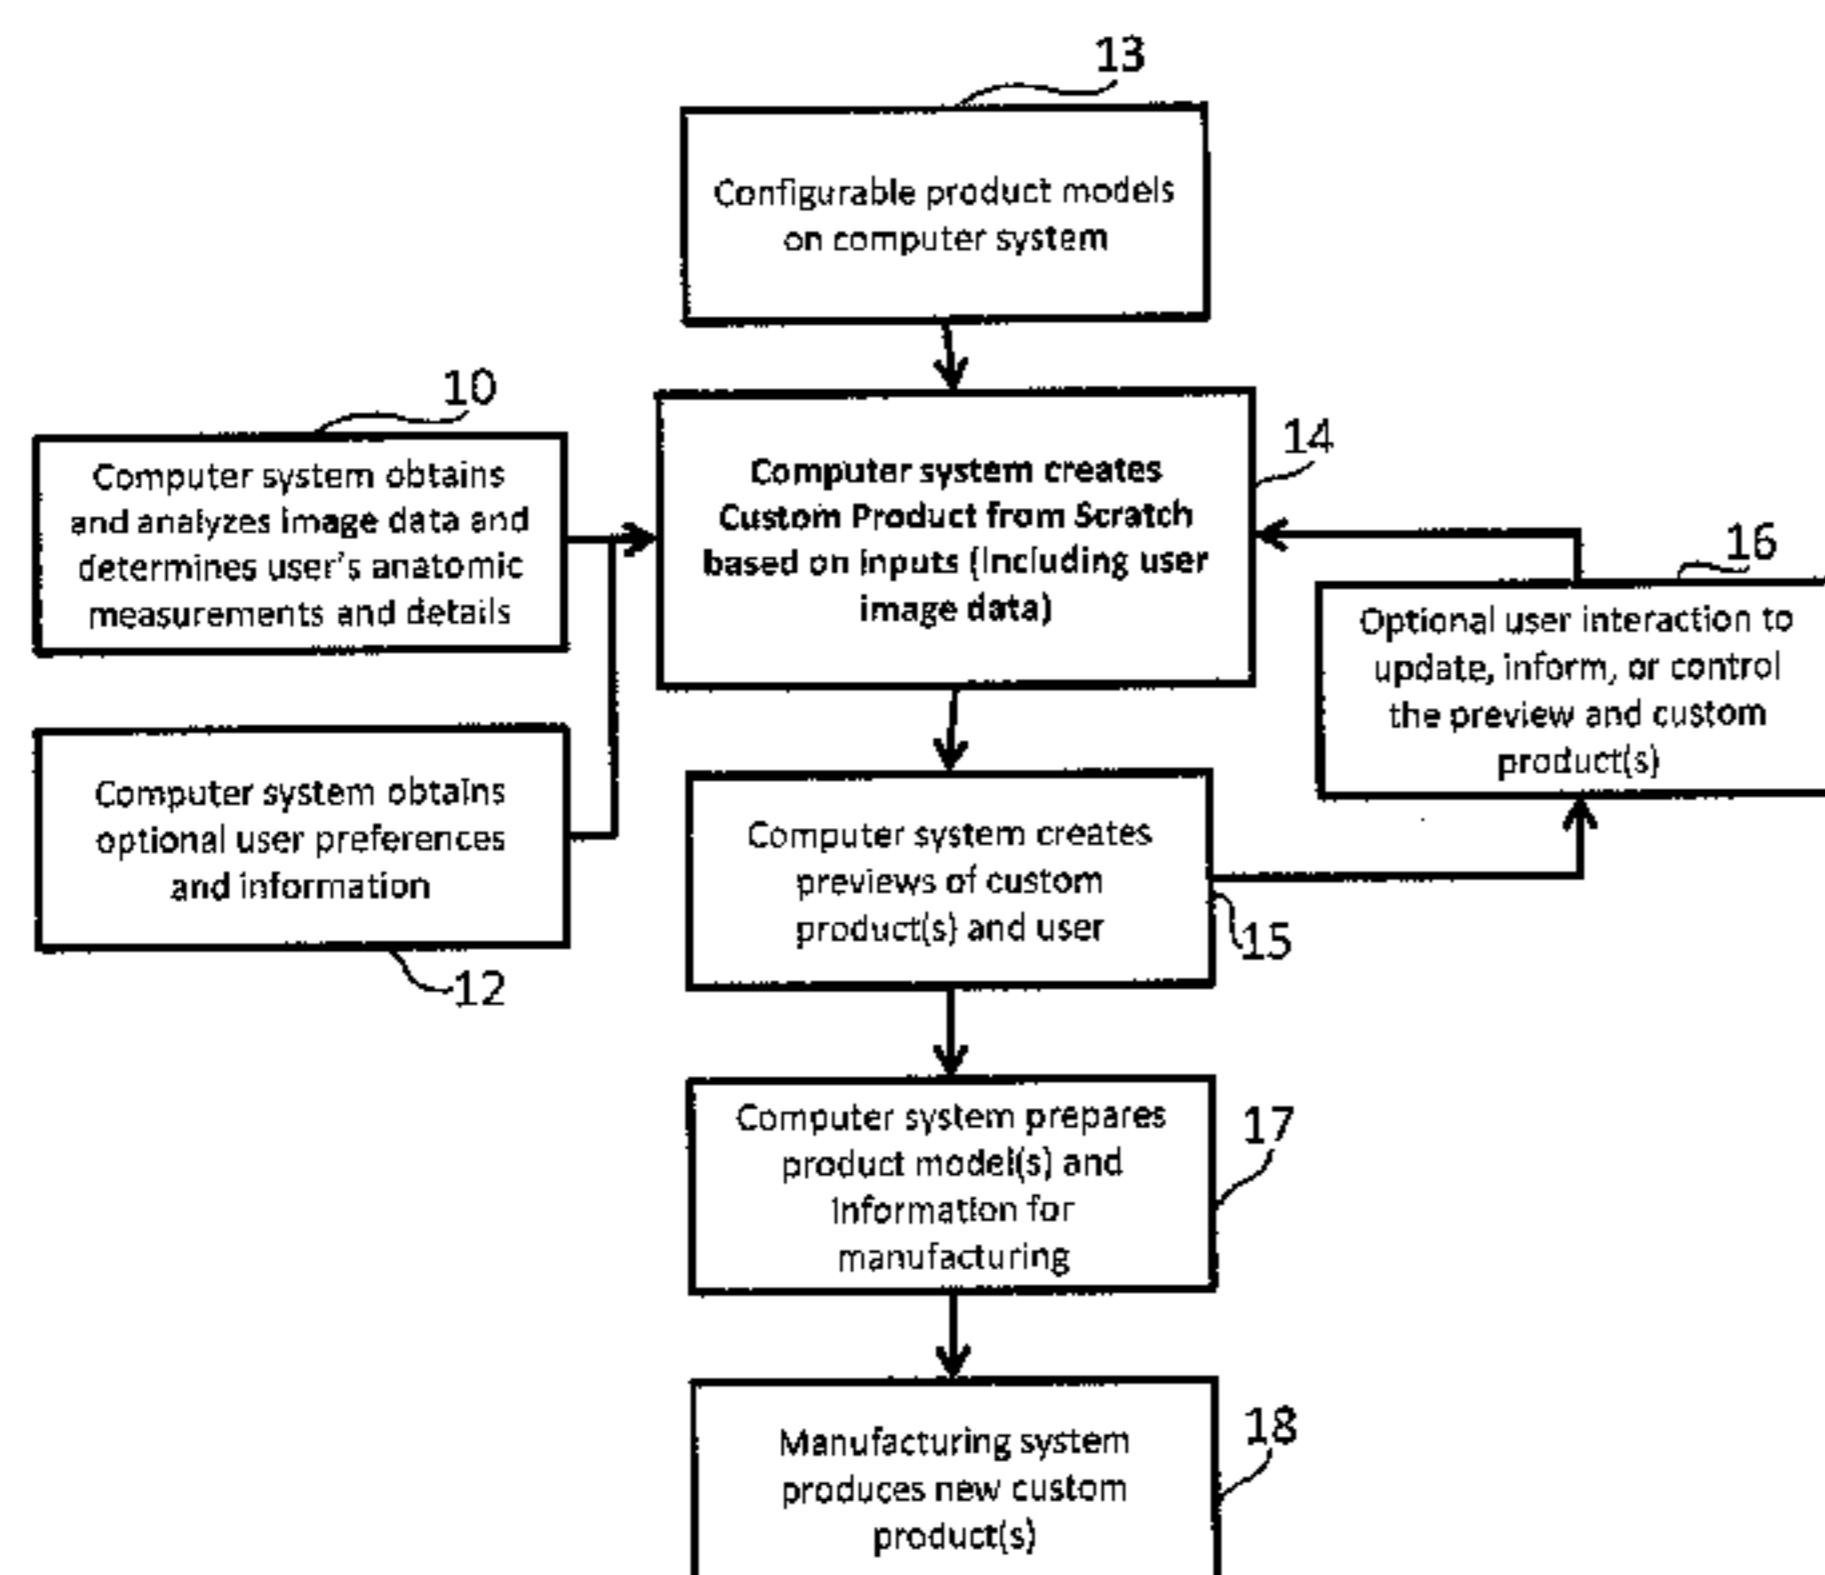 13
Configurable product models
on computer system
10
Computer system obtains
and analyzes image data and
determines user's anatomic
measurements and details
14
Computer system creates
Custom Product from Scratch
based on inputs (including user
image data)
16
Optional user interaction to
update, inform, or control
the preview and custom
product(s)
Computer system obtains
optional user preferences
and information
12
Computer system creates
previews of custom
product(s) and user
15
Computer system prepares
product model(s) and
information for
manufacturing
17
Manufacturing system
produces new custom
product(s)
18